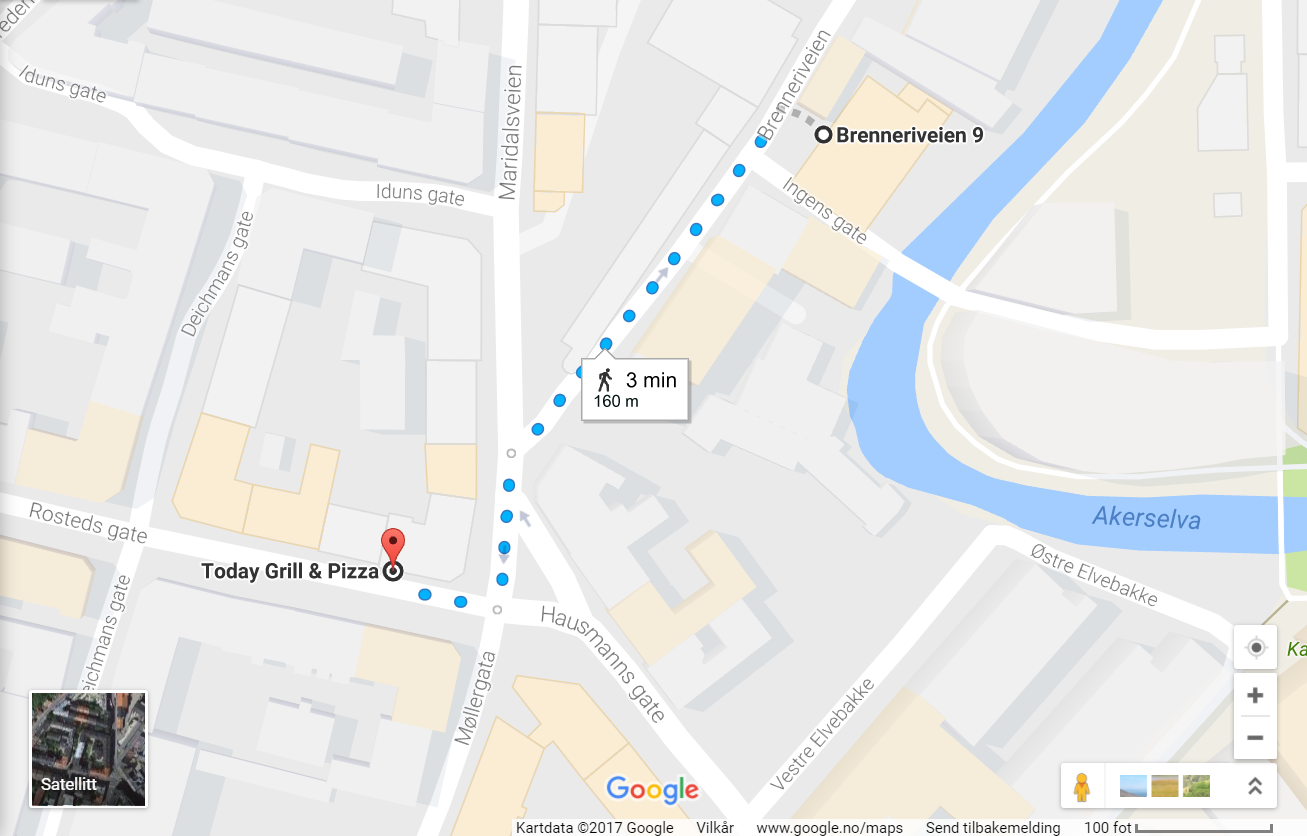 Iduns gate
Maridalsveien
Brenneriveien
Brenneriveien 9
Iduns gate
Ingens gate
Deichmans gate
3 min
160 m
Rosteds gate
Akerselva
Today Grill & Pizza
Østre Elvebakke
Hausmanns gate
Deichmans gate
Møllergata
Vestre Elvebakke
Ka
Satellitt
Google
Kartdata ©2017 Google Vilkår www.google.no/maps Send tilbakemelding 100 fot